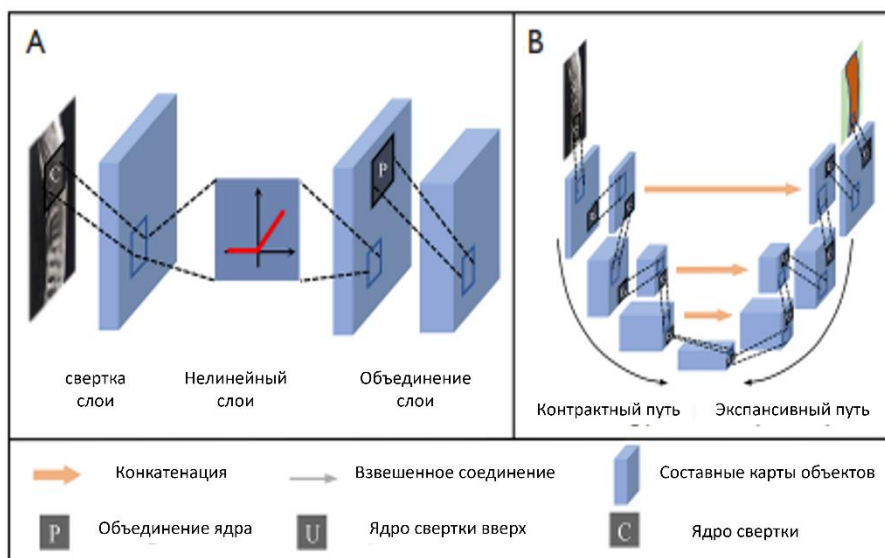 A
B
C
P
свертка
слои
Нелинейный
слои
Объединение
слои
Контрактный путь
Экспансивный путь
Конкатенация
Взвешенное соединение
Составные карты объектов
P
Объединение ядра
U
Ядро свертки вверх
C
Ядро свертки